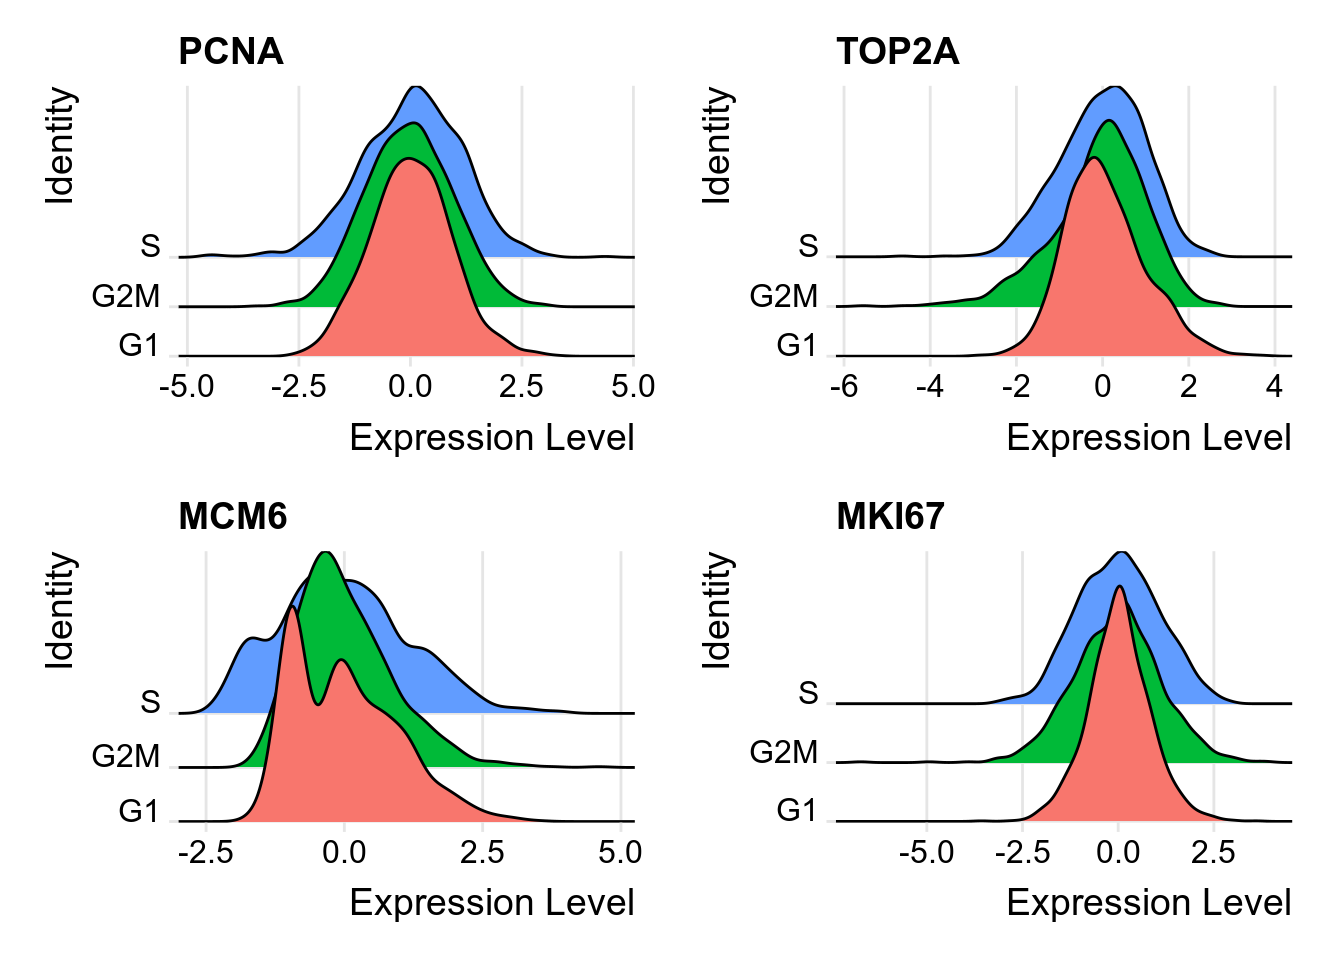 PCNA
Identity
S
G2M
G1
-5.0 -2.5 0.0 2.5 5.0
Expression Level
TOP2A
Identity
S
G2M
G1
-6 -4 -2 0 2 4
Expression Level
MCM6
Identity
S
G2M
G1
-2.5 0.0 2.5 5.0
Expression Level
MKI67
Identity
S
G2M
G1
-5.0 -2.5 0.0 2.5
Expression Level